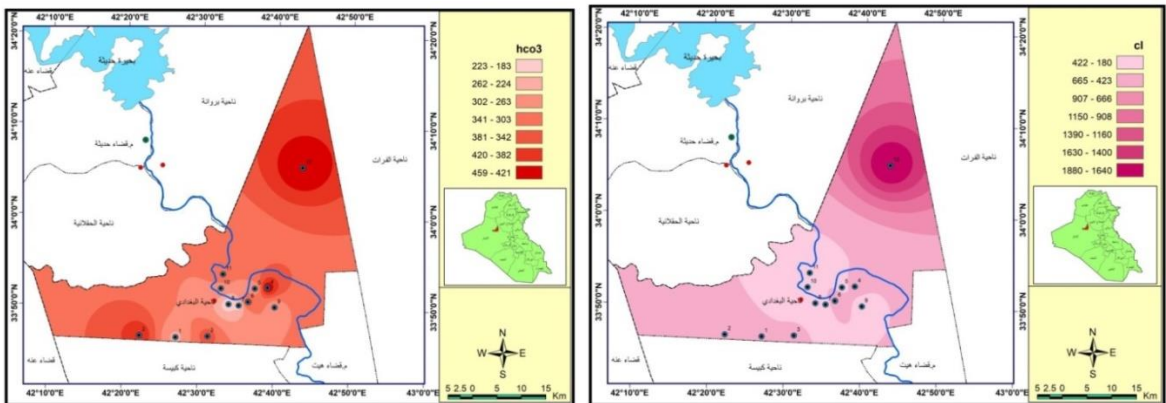 42°10'0"E 42°20'0"E 42°30'0"E 42°40'0"E 42°50'0"E
34°20'0"N
34°10'0"N
34°0'0"N
33°50'0"N
بحيرة حديثة
قضاء عنه
ناحية بروانة
م.قضاء حديثة
ناحية الفرات
ناحية الحقلانية
ناحية البغدادي
قضاء عنه
ناحية كبيسة
م.قضاء هيت
42°10'0"E 42°20'0"E 42°30'0"E 42°40'0"E 42°50'0"E
hco3
223 - 183
262 - 224
302 - 263
341 - 303
381 - 342
420 - 382
459 - 421
N
W E
S
5 2.5 0 5 10 15
Km
42°10'0"E 42°20'0"E 42°30'0"E 42°40'0"E 42°50'0"E
34°20'0"N
34°10'0"N
34°0'0"N
33°50'0"N
بحيرة حديثة
قضاء عنه
ناحية بروانة
م.قضاء حديثة
ناحية الفرات
ناحية الحقلانية
ناحية البغدادي
قضاء عنه
ناحية كبيسة
م.قضاء هيت
42°10'0"E 42°20'0"E 42°30'0"E 42°40'0"E 42°50'0"E
cl
422 - 180
665 - 423
907 - 666
1150 - 908
1390 - 1160
1630 - 1400
1880 - 1640
N
W E
S
5 2.5 0 5 10 15
Km